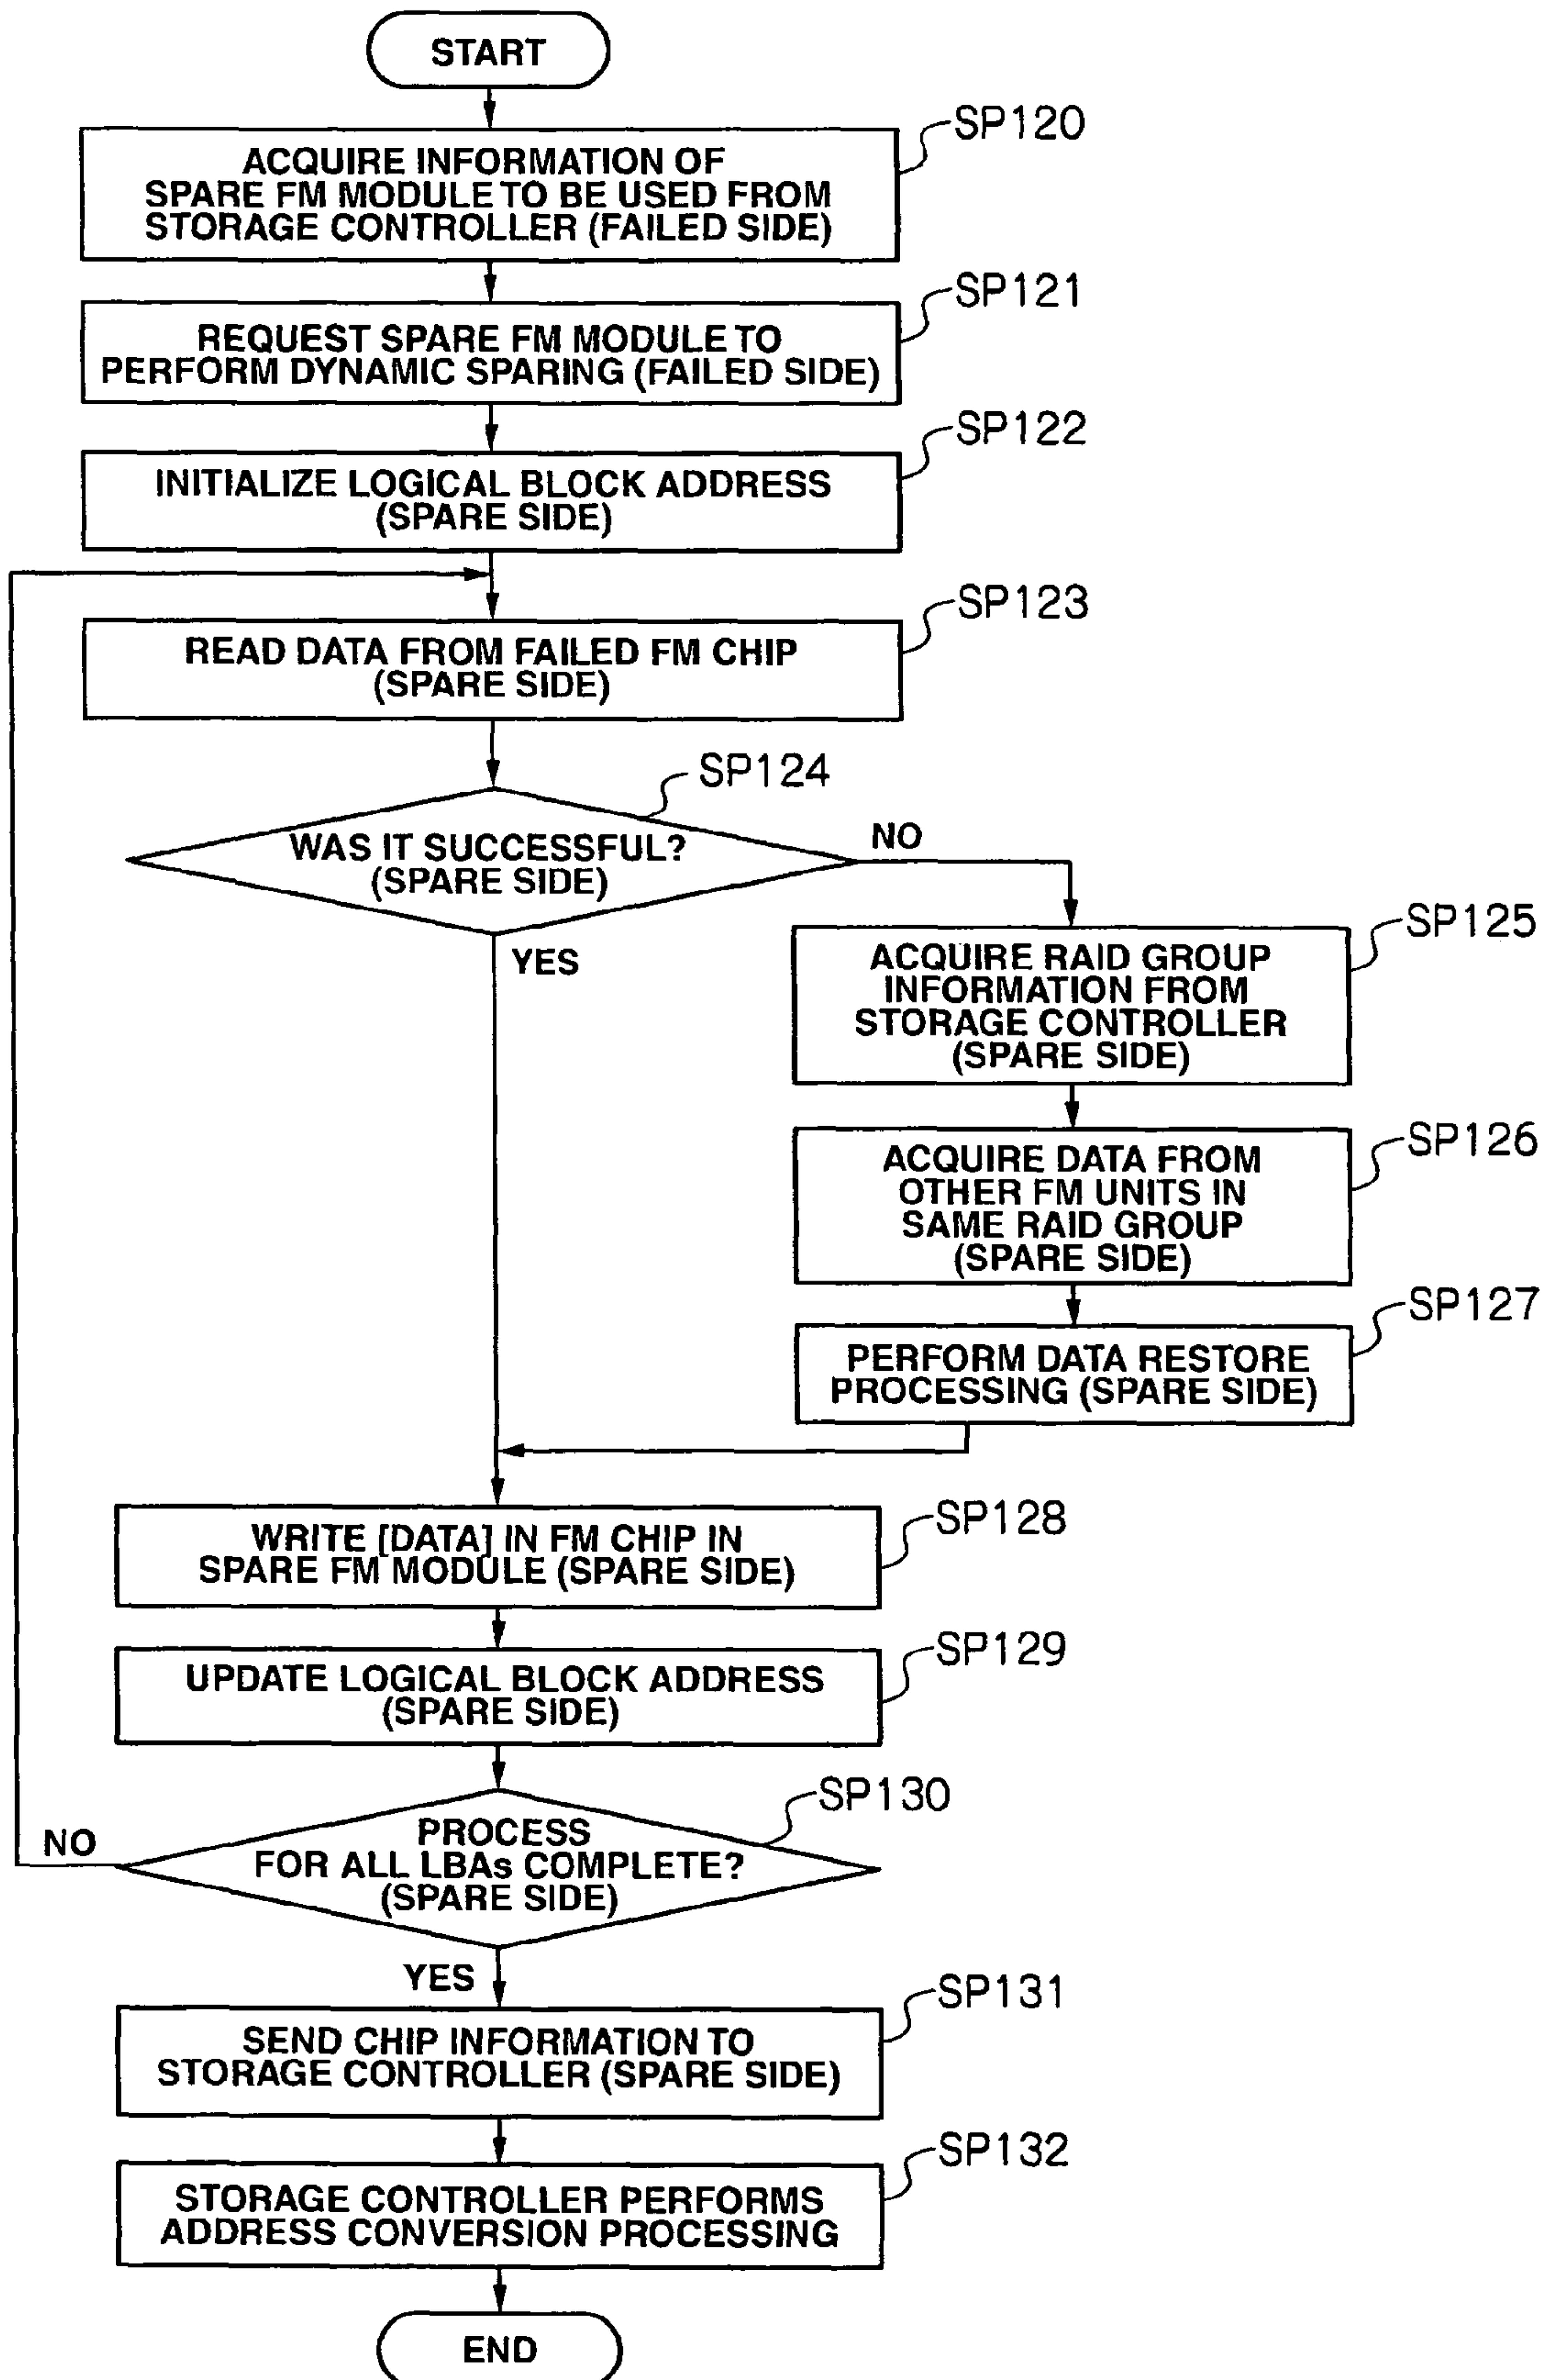 START
SP120
ACQUIRE INFORMATION OF
SPARE FM MODULE TO BE USED FROM
STORAGE CONTROLLER (FAILED SIDE)
SP121
REQUEST SPARE FM MODULE TO
PERFORM DYNAMIC SPARING (FAILED SIDE)
SP122
INITIALIZE LOGICAL BLOCK ADDRESS
(SPARE SIDE)
SP123
READ DATA FROM FAILED FM CHIP
(SPARE SIDE)
SP124
WAS IT SUCCESSFUL?
(SPARE SIDE)
NO
YES
SP125
ACQUIRE RAID GROUP
INFORMATION FROM
STORAGE CONTROLLER
(SPARE SIDE)
SP126
ACQUIRE DATA FROM
OTHER FM UNITS IN
SAME RAID GROUP
(SPARE SIDE)
SP127
PERFORM DATA RESTORE
PROCESSING (SPARE SIDE)
SP128
WRITE [DATA] IN FM CHIP IN
SPARE FM MODULE (SPARE SIDE)
SP129
UPDATE LOGICAL BLOCK ADDRESS
(SPARE SIDE)
SP130
PROCESS
FOR ALL LBAs COMPLETE?
(SPARE SIDE)
NO
YES
SP131
SEND CHIP INFORMATION TO
STORAGE CONTROLLER (SPARE SIDE)
SP132
STORAGE CONTROLLER PERFORMS
ADDRESS CONVERSION PROCESSING
END